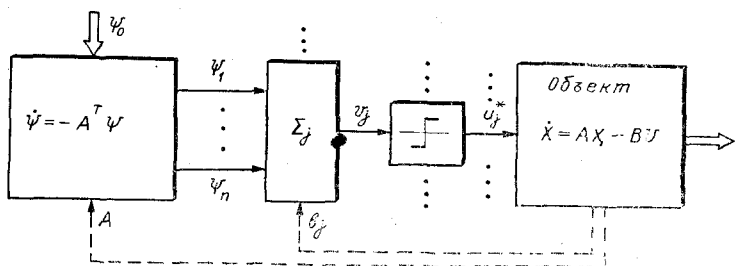 ψ₀
ψ̇ = −Aᵀψ
ψ₁
ψₙ
Σⱼ
vⱼ
uⱼ*
Объект
Ẋ = AX − BU
A
bⱼ